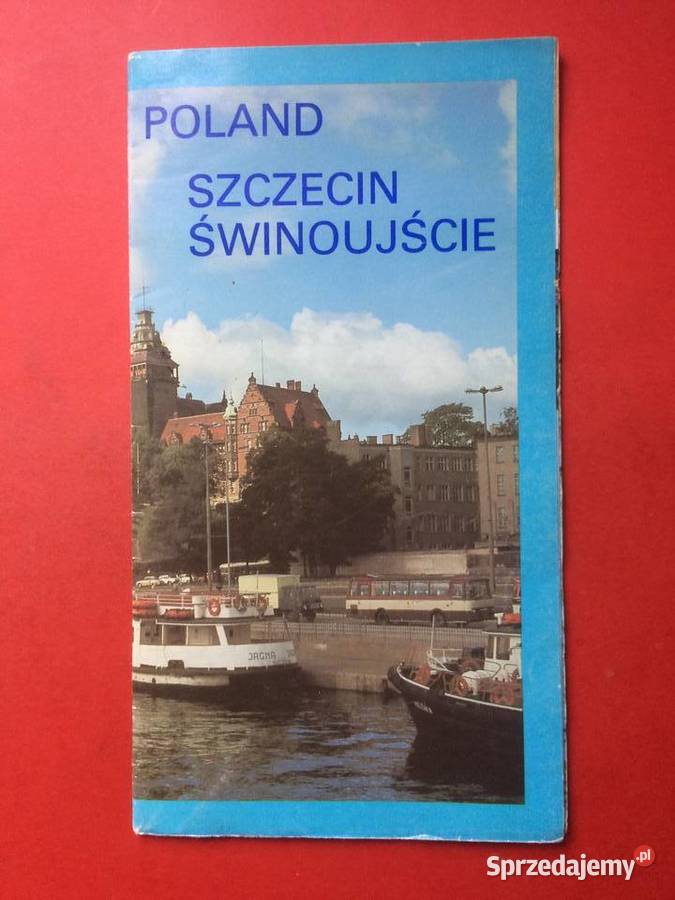 POLAND
SZCZECIN
ŚWINOUJŚCIE
JAGNA
Sprzedajemy.pl